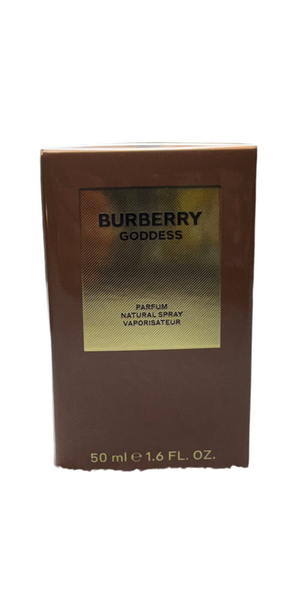 BURBERRY
GODDESS
PARFUM
NATURAL SPRAY
VAPORISATEUR
50 ml ℮ 1.6 FL. OZ.